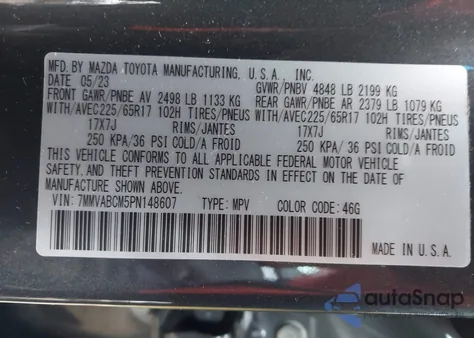 MFD. BY MAZDA TOYOTA MANUFACTURING, U.S.A., INC.
DATE 05/23 GVWR/PNBV 4848 LB 2199 KG
FRONT GAWR/PNBE AV 2498 LB 1133 KG REAR GAWR/PNBE AR 2379 LB 1079 KG
WITH/AVEC225/65R17 102H TIRES/PNEUS WITH/AVEC225/65R17 102H TIRES/PNEUS
17X7J RIMS/JANTES 17X7J RIMS/JANTES
250 KPA/36 PSI COLD/A FROID 250 KPA/ 36 PSI COLD/A FROID
THIS VEHICLE CONFORMS TO ALL APPLICABLE FEDERAL MOTOR VEHICLE
SAFETY, AND THEFT PREVENTION STANDARDS IN EFFECT ON THE DATE
OF MANUFACTURE SHOWN ABOVE.
VIN: 7MMVABCM5PN148607 TYPE: MPV COLOR CODE: 46G
MADE IN U.S.A.
autoSnap